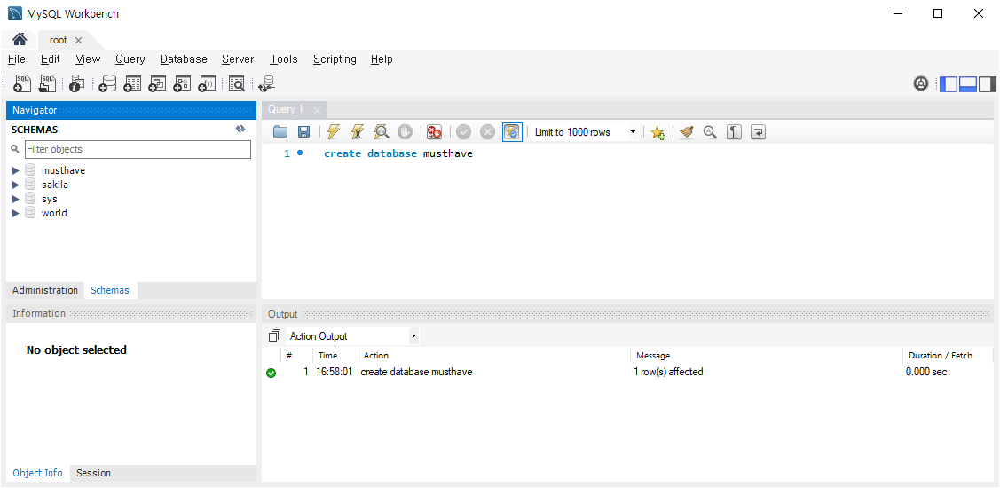 MySQL Workbench
root
File Edit View Query Database Server Tools Scripting Help
Navigator
SCHEMAS
Filter objects
musthave
sakila
sys
world
Administration Schemas
Information
No object selected
Object Info Session
Query 1
Limit to 1000 rows
1 create database musthave
Output
Action Output
# Time Action Message Duration / Fetch
1 16:58:01 create database musthave 1 row(s) affected 0.000 sec